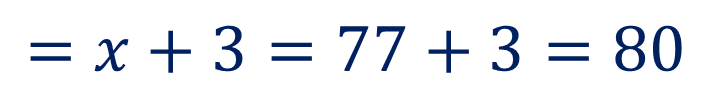 = x + 3 = 77 + 3 = 80